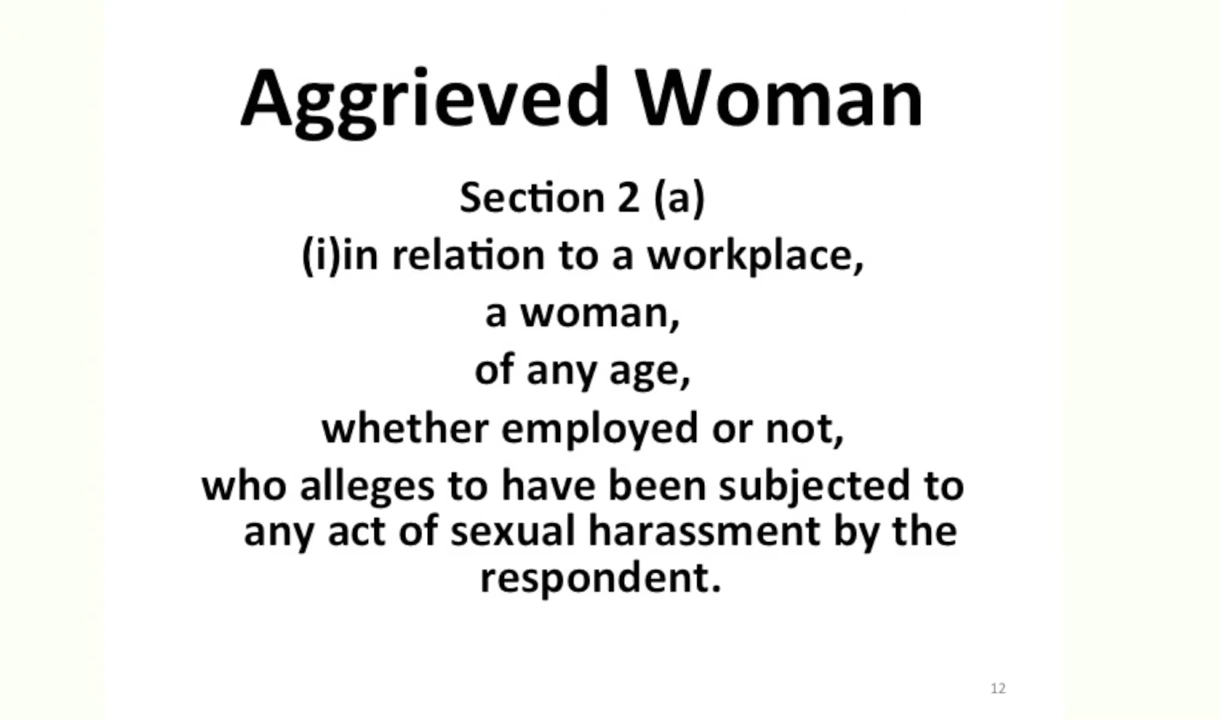 Aggrieved Woman
Section 2 (a)
(i)in relation to a workplace,
a woman,
of any age,
whether employed or not,
who alleges to have been subjected to
any act of sexual harassment by the
respondent.
12